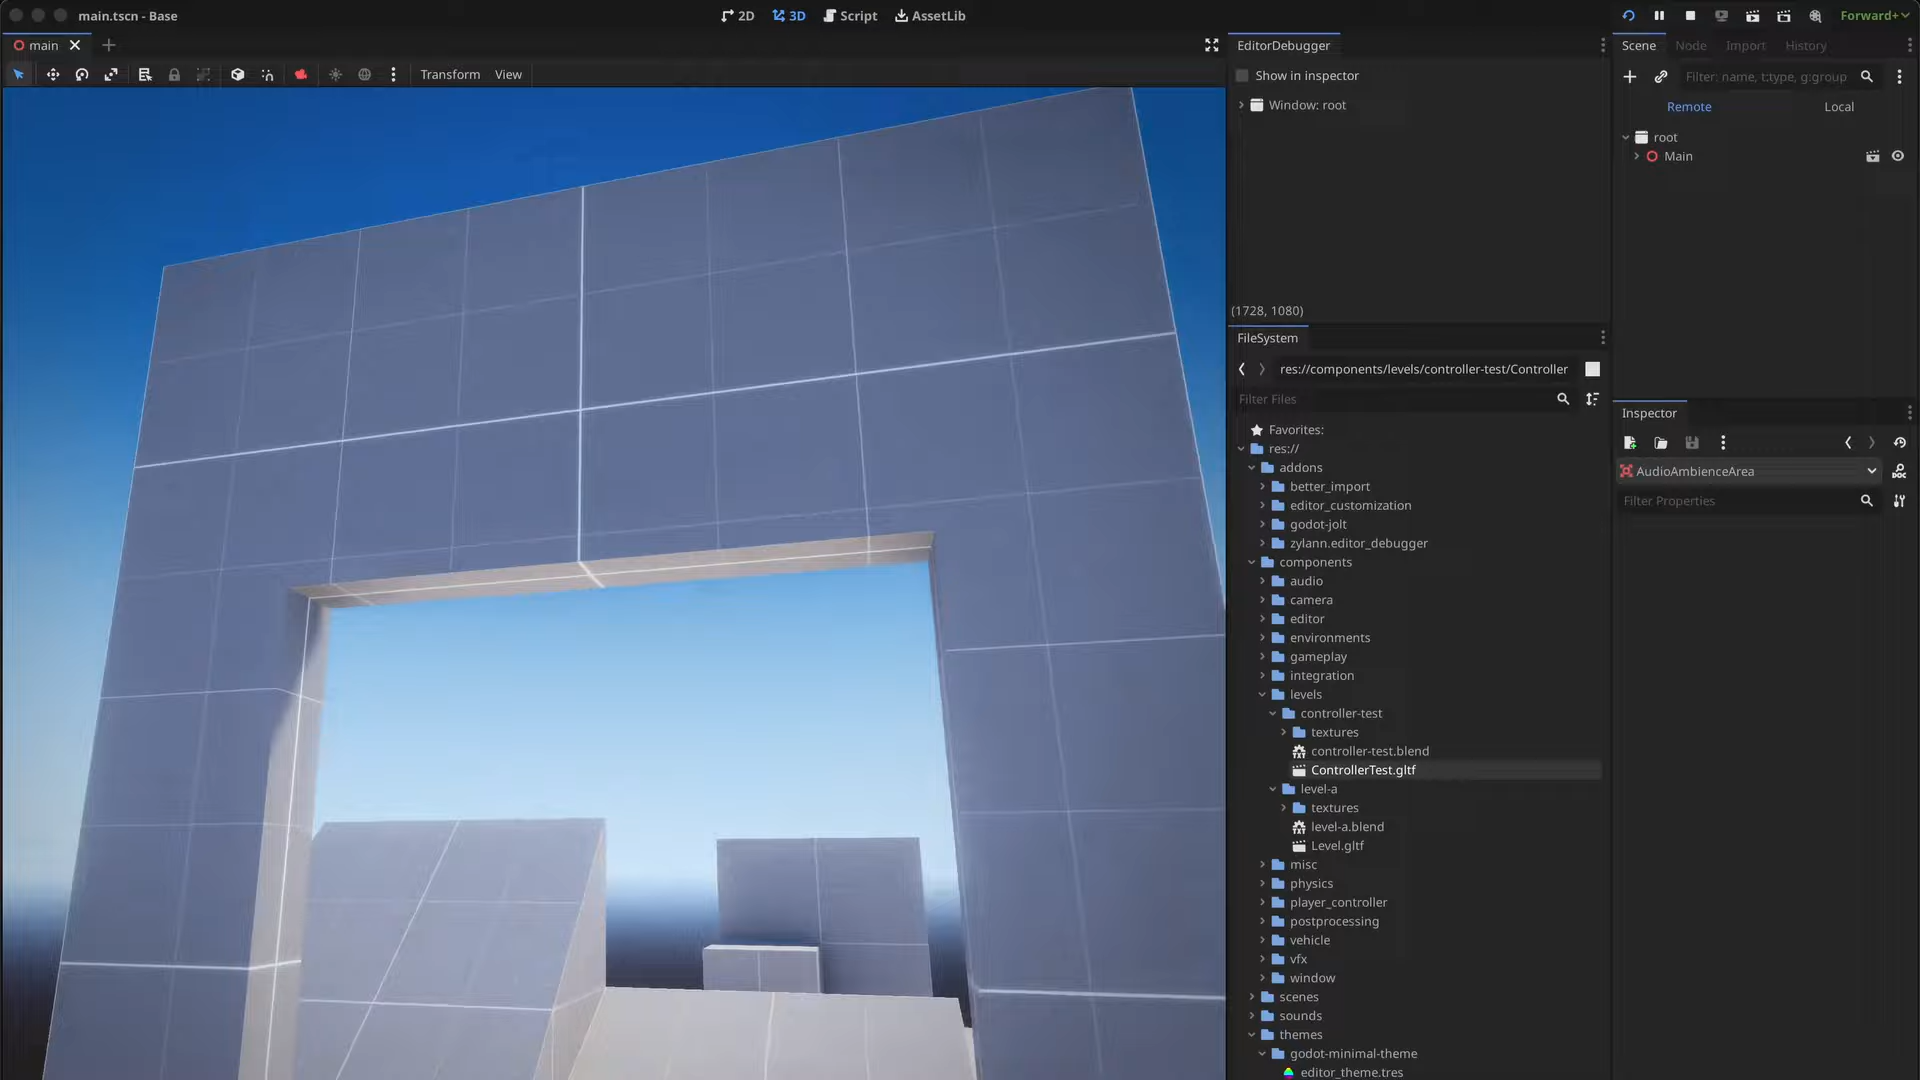 main.tscn - Base
2D
3D
Script
AssetLib
Forward+
main
EditorDebugger
Scene
Node
Import
History
Transform
View
Show in inspector
Filter: name, t:type, g:group
Window: root
Remote
Local
root
Main
(1728, 1080)
FileSystem
res://components/levels/controller-test/Controller
Filter Files
Favorites:
res://
addons
better_import
editor_customization
godot-jolt
zylann.editor_debugger
components
audio
camera
editor
environments
gameplay
integration
levels
controller-test
textures
controller-test.blend
ControllerTest.gltf
level-a
textures
level-a.blend
Level.gltf
misc
physics
player_controller
postprocessing
vehicle
vfx
window
scenes
sounds
themes
godot-minimal-theme
editor_theme.tres
Inspector
AudioAmbienceArea
DOC
Filter Properties